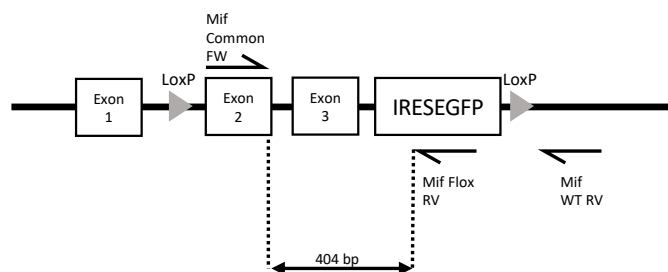 Mif
Common
FW
LoxP
LoxP
Exon
1
Exon
2
Exon
3
IRESEGFP
Mif Flox
RV
Mif
WT RV
404 bp